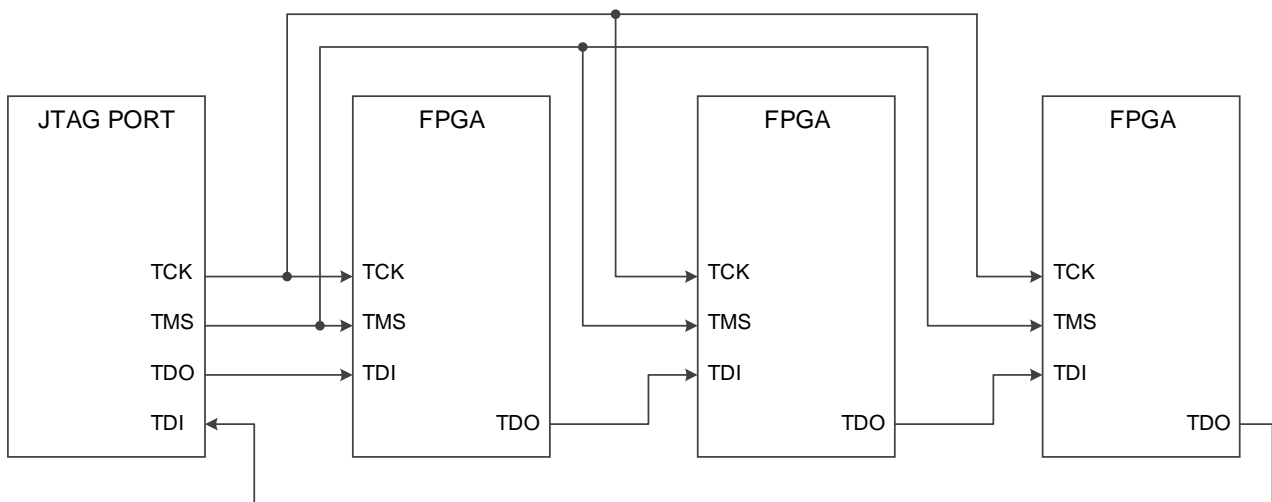 JTAG PORT
TCK
TMS
TDO
TDI
FPGA
TCK
TMS
TDI
TDO
FPGA
TCK
TMS
TDI
TDO
FPGA
TCK
TMS
TDI
TDO